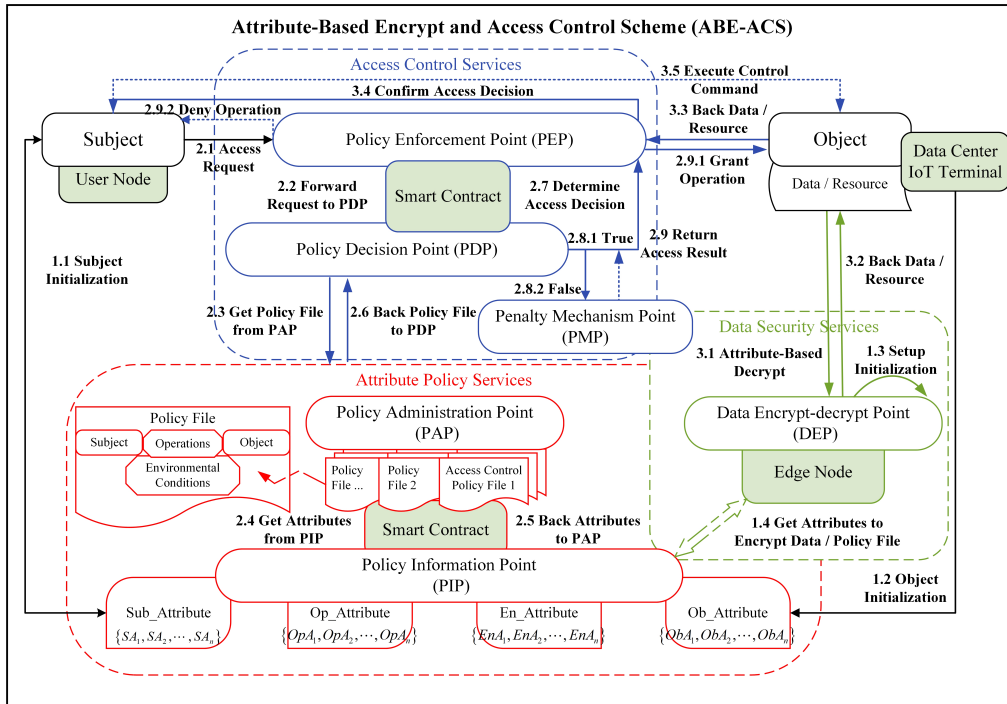 Attribute-Based Encrypt and Access Control Scheme (ABE-ACS)
Access Control Services
3.5 Execute Control
Command
3.4 Confirm Access Decision
2.9.2 Deny Operation
3.3 Back Data /
Resource
Subject
User Node
2.1 Access
Request
Policy Enforcement Point (PEP)
2.9.1 Grant
Operation
Object
Data / Resource
Data Center
IoT Terminal
2.2 Forward
Request to PDP
Smart Contract
2.7 Determine
Access Decision
Policy Decision Point (PDP)
2.8.1 True
2.9 Return
Access Result
1.1 Subject
Initialization
3.2 Back Data /
Resource
2.8.2 False
2.3 Get Policy File
from PAP
2.6 Back Policy File
to PDP
Penalty Mechanism Point
(PMP)
Data Security Services
3.1 Attribute-Based
Decrypt
1.3 Setup
Initialization
Attribute Policy Services
Policy File
Subject
Operations
Object
Environmental
Conditions
Policy Administration Point
(PAP)
Data Encrypt-decrypt Point
(DEP)
Edge Node
Policy
File ...
Policy
File 2
Access Control
Policy File 1
2.4 Get Attributes
from PIP
Smart Contract
2.5 Back Attributes
to PAP
1.4 Get Attributes to
Encrypt Data / Policy File
Policy Information Point
(PIP)
1.2 Object
Initialization
Sub_Attribute
{SA₁, SA₂, ⋯, SAₙ}
Op_Attribute
{OpA₁, OpA₂, ⋯, OpAₙ}
En_Attribute
{EnA₁, EnA₂, ⋯, EnAₙ}
Ob_Attribute
{ObA₁, ObA₂, ⋯, ObAₙ}